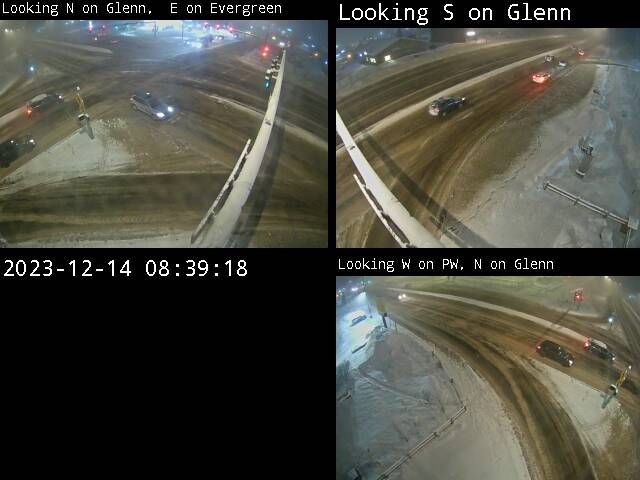 Looking N on Glenn,  E on Evergreen
Looking S on Glenn
2023-12-14 08:39:18
Looking W on PW, N on Glenn